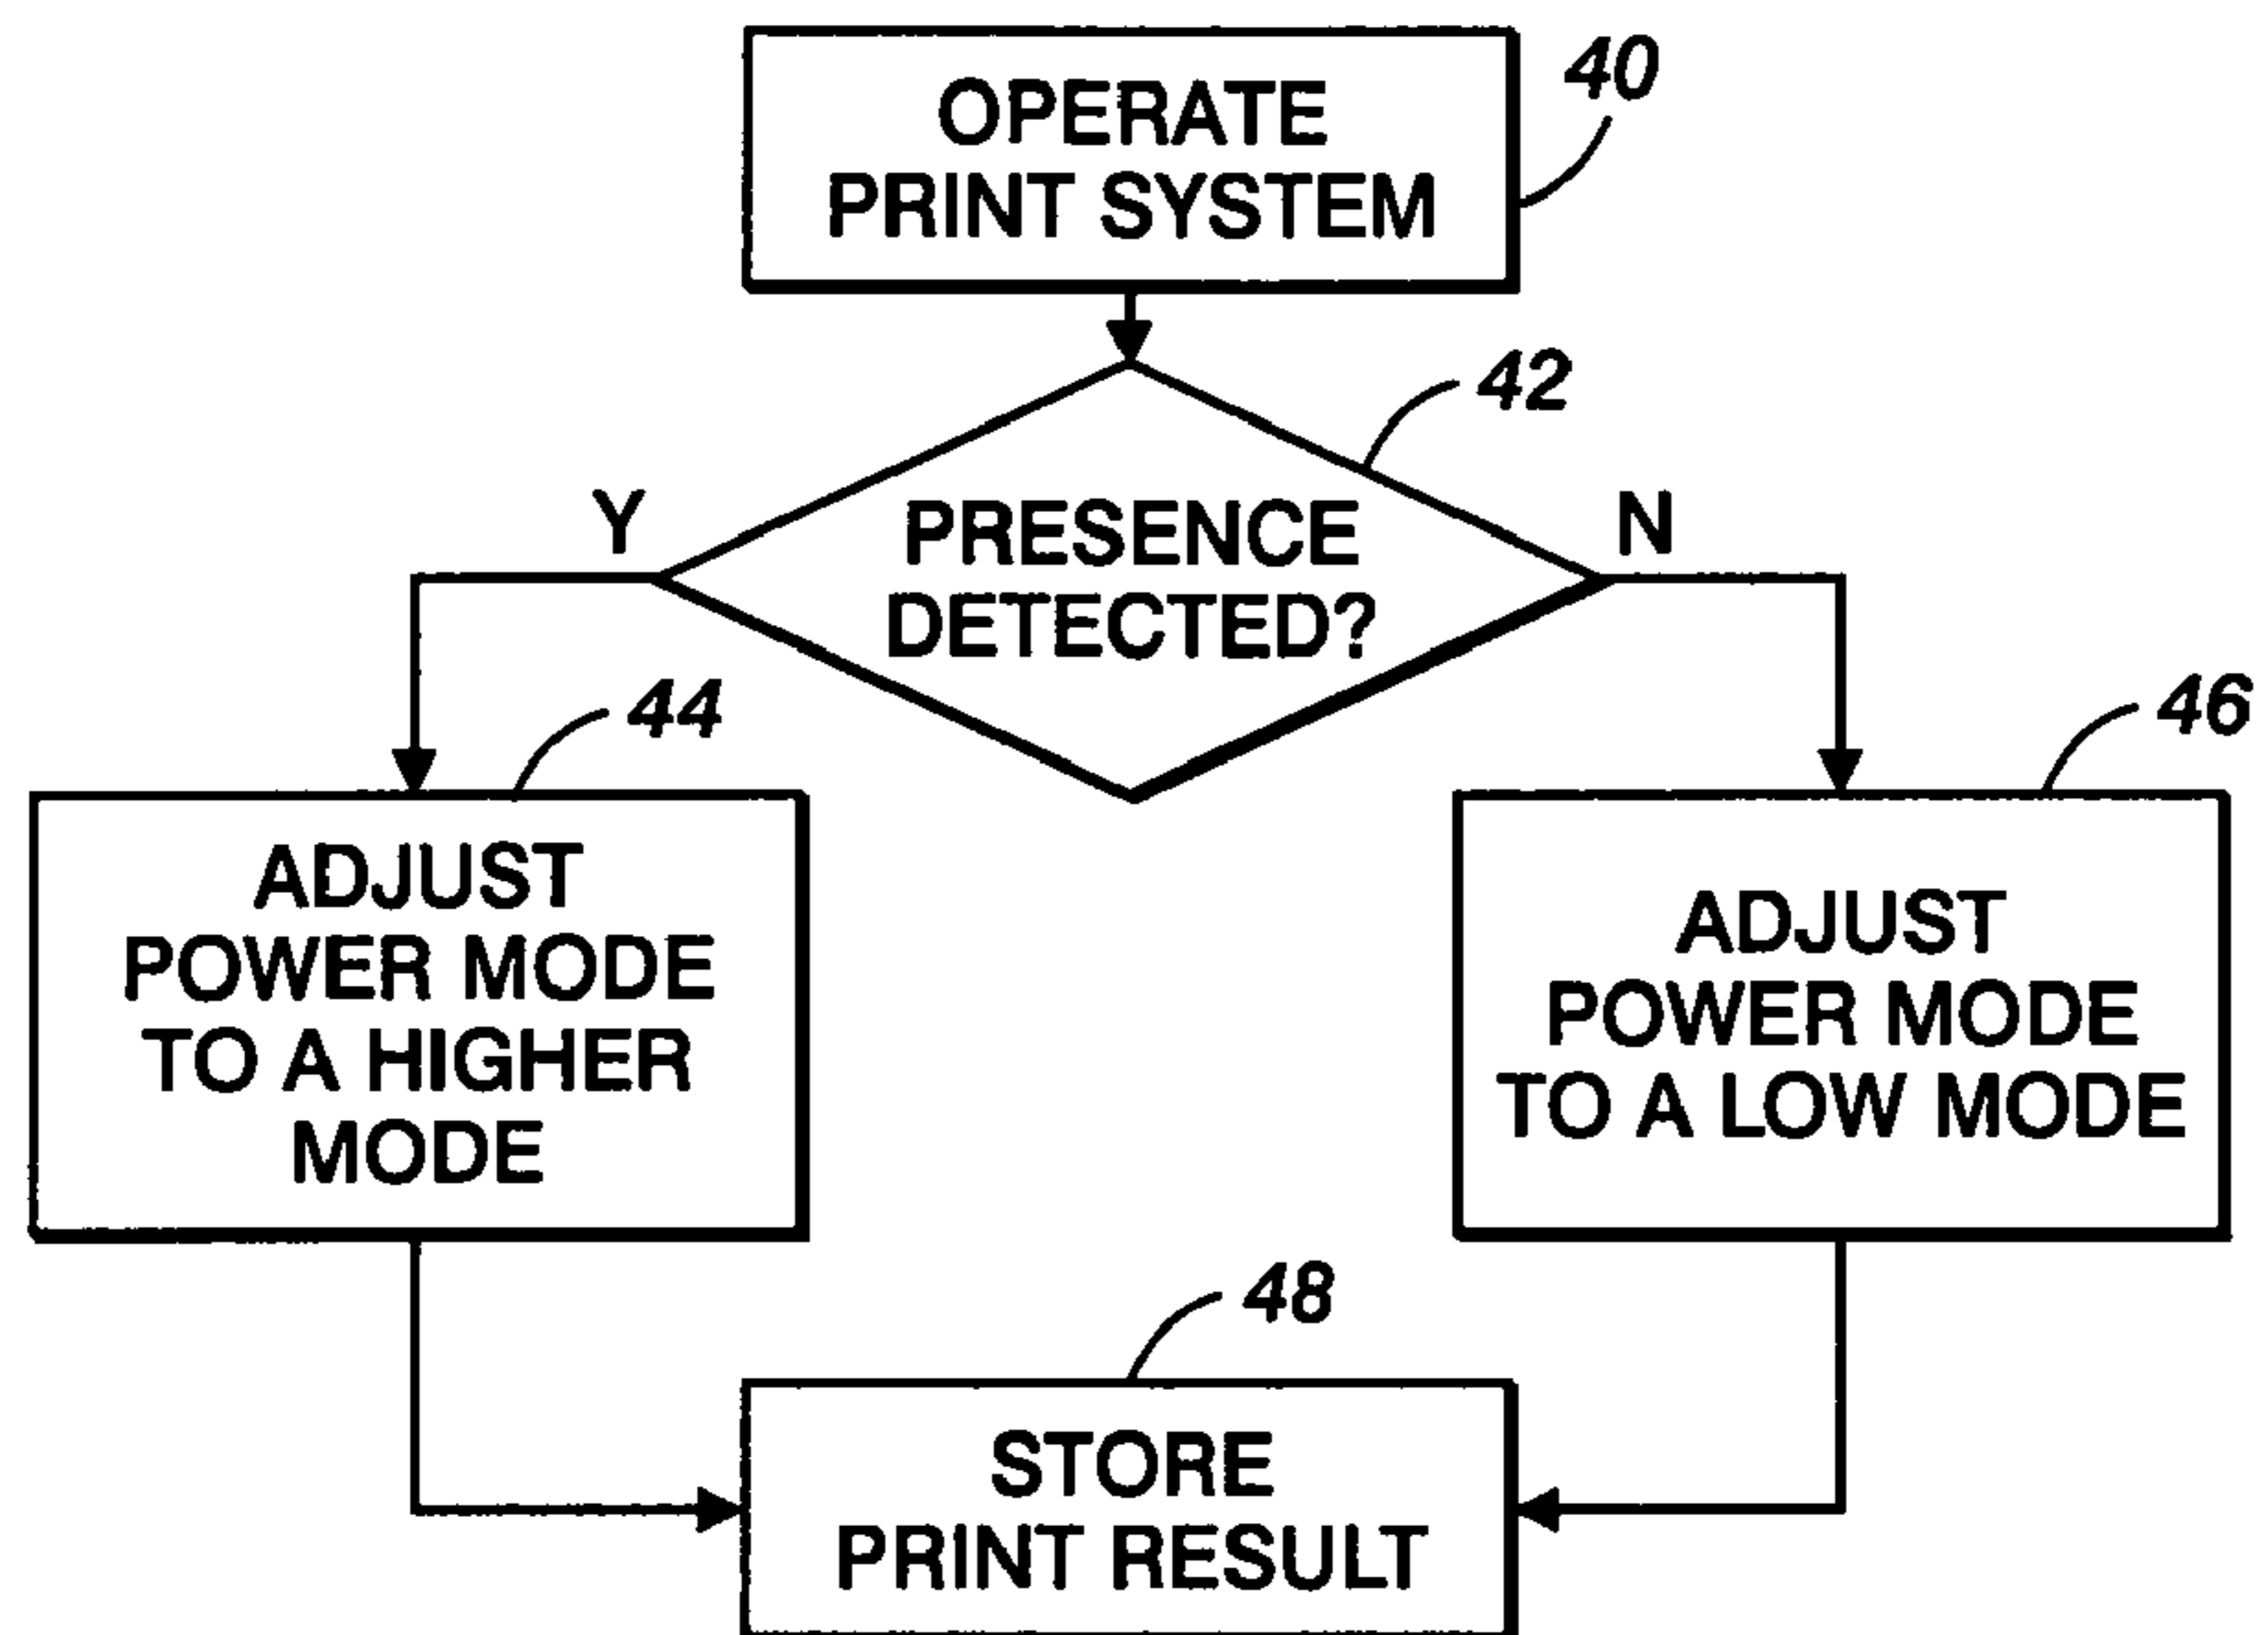 OPERATE
PRINT SYSTEM
40
42
Y
PRESENCE
DETECTED?
N
44
46
ADJUST
POWER MODE
TO A HIGHER
MODE
ADJUST
POWER MODE
TO A LOW MODE
48
STORE
PRINT RESULT